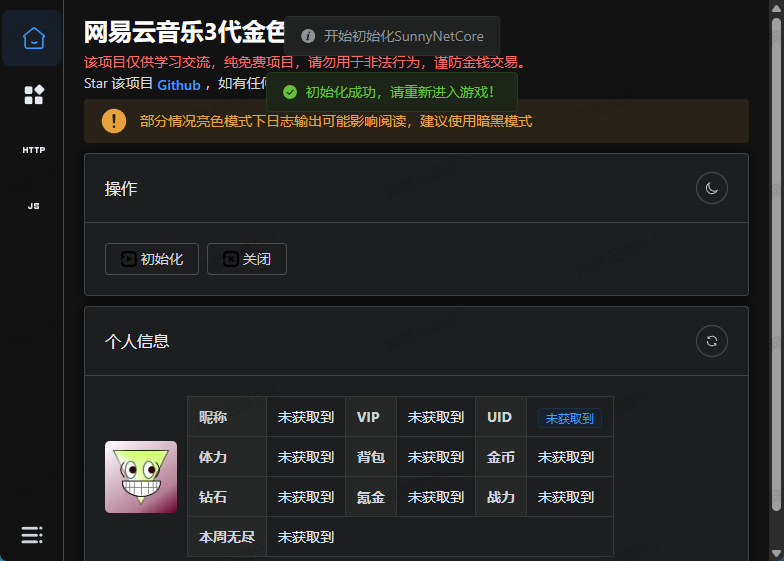 网易云音乐3代金色
开始初始化SunnyNetCore
该项目仅供学习交流，纯免费项目，请勿用于非法行为，谨防金钱交易。
Star 该项目 Github ，如有任
初始化成功，请重新进入游戏！
部分情况亮色模式下日志输出可能影响阅读，建议使用暗黑模式
HTTP
JS
操作
初始化 关闭
个人信息
昵称 未获取到 VIP 未获取到 UID 未获取到
体力 未获取到 背包 未获取到 金币 未获取到
钻石 未获取到 氪金 未获取到 战力 未获取到
本周无尽 未获取到